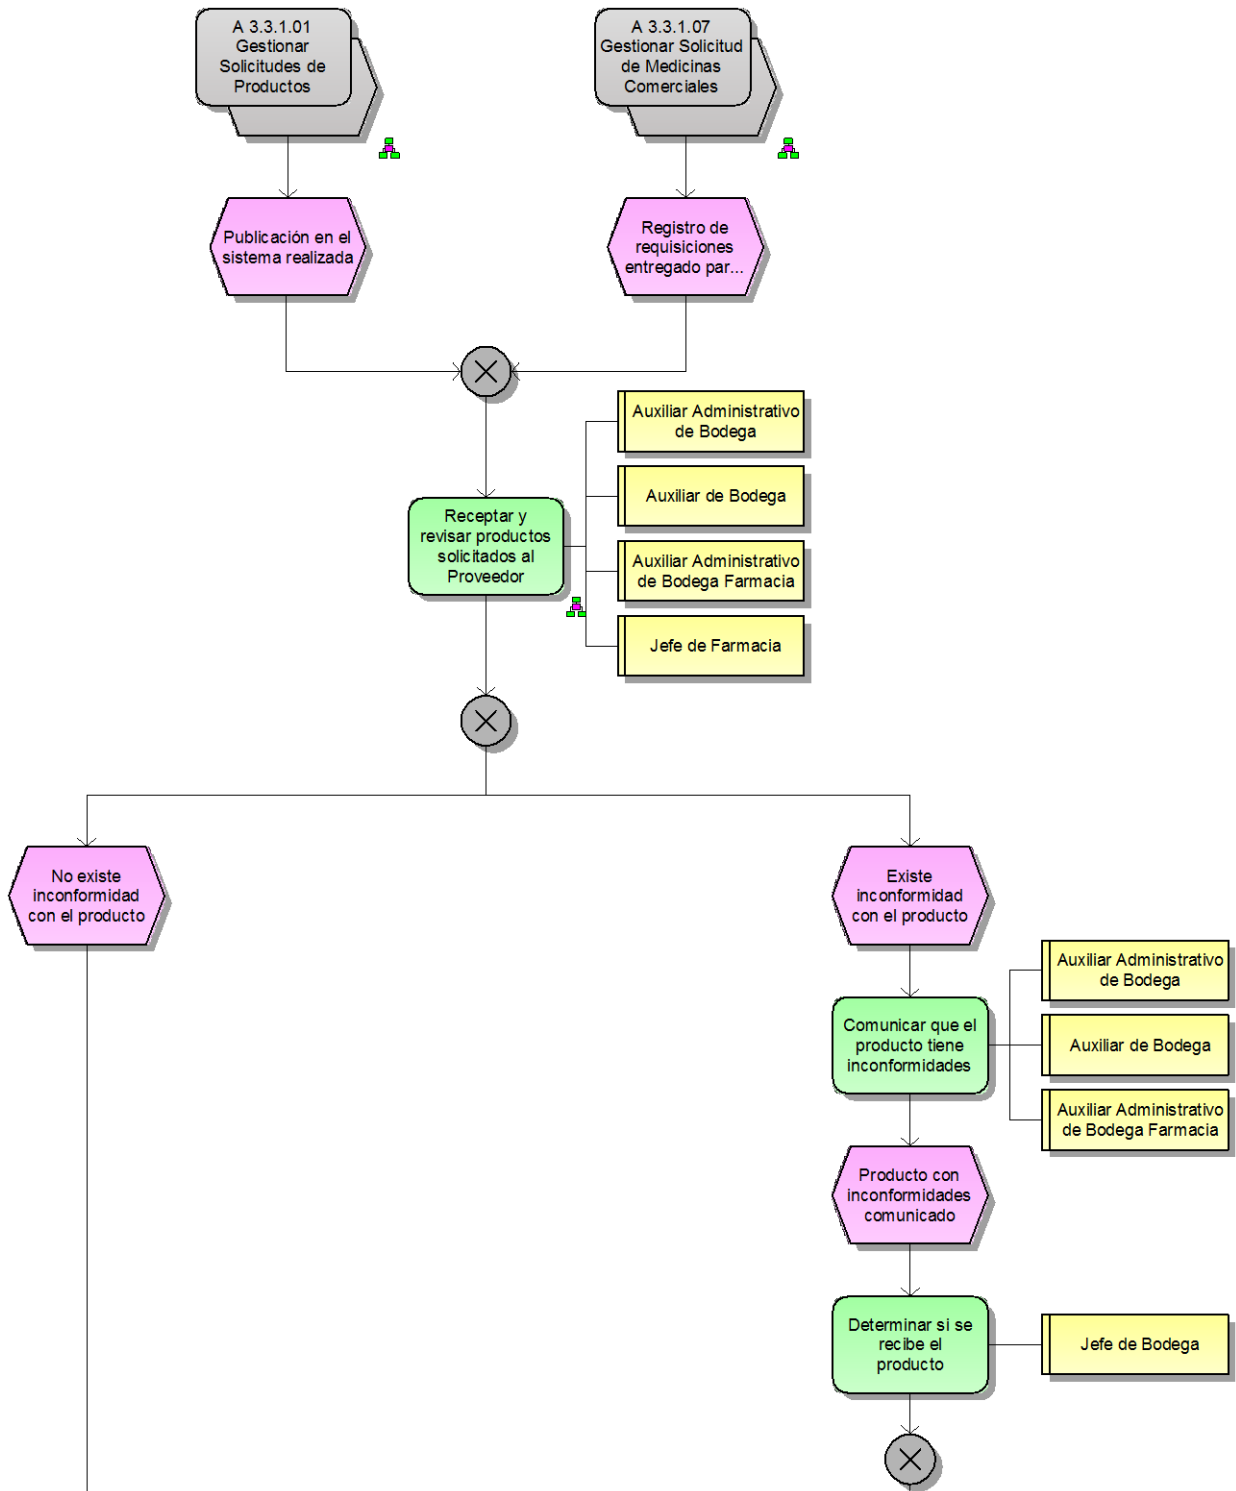 A 3.3.1.01
Gestionar
Solicitudes de
Productos
A 3.3.1.07
Gestionar Solicitud
de Medicinas
Comerciales
Publicación en el
sistema realizada
Registro de
requisiciones
entregado par...
Auxiliar Administrativo
de Bodega
Auxiliar de Bodega
Receptar y
revisar productos
solicitados al
Proveedor
Auxiliar Administrativo
de Bodega Farmacia
Jefe de Farmacia
No existe
inconformidad
con el producto
Existe
inconformidad
con el producto
Auxiliar Administrativo
de Bodega
Comunicar que el
producto tiene
inconformidades
Auxiliar de Bodega
Auxiliar Administrativo
de Bodega Farmacia
Producto con
inconformidades
comunicado
Determinar si se
recibe el
producto
Jefe de Bodega